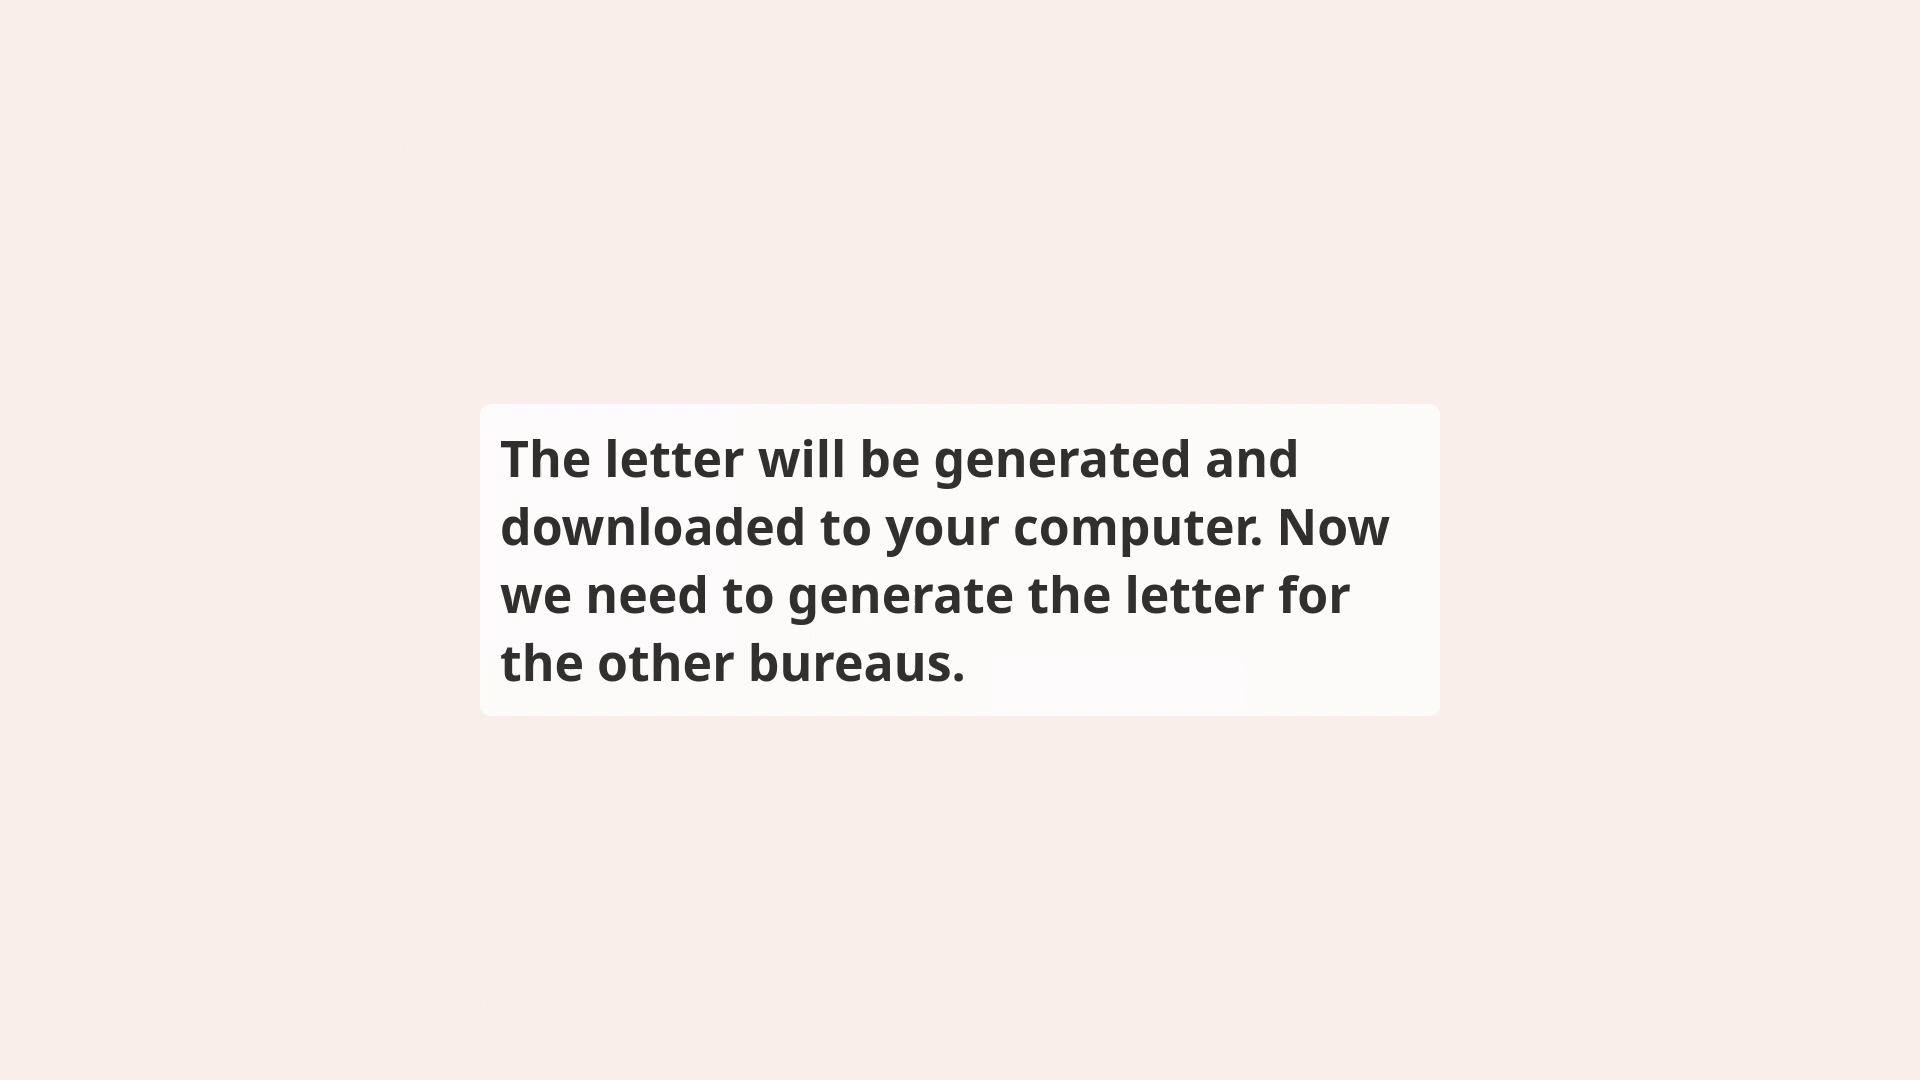 The letter will be generated and
downloaded to your computer. Now
we need to generate the letter for
the other bureaus.